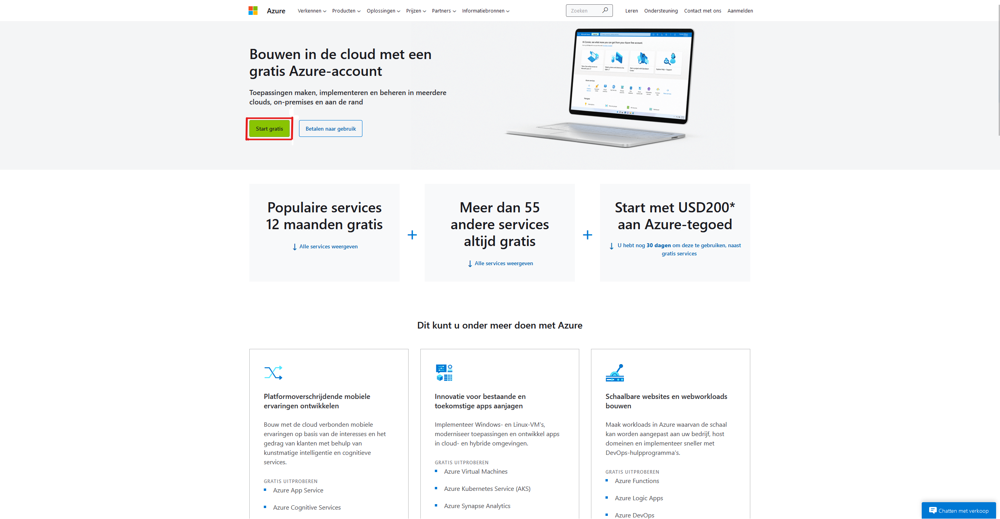 Azure
Verkennen
Producten
Oplossingen
Prijzen
Partners
Informatiebronnen
Zoeken
Leren
Ondersteuning
Contact met ons
Aanmelden
Bouwen in de cloud met een
gratis Azure-account
Toepassingen maken, implementeren en beheren in meerdere
clouds, on-premises en aan de rand
Start gratis
Betalen naar gebruik
Hi Connie, see what more you can get from your Azure free account.
Explore Help + Support
Azure services
Navigate
Populaire services
12 maanden gratis
Alle services weergeven
Meer dan 55
andere services
altijd gratis
Alle services weergeven
Start met USD200*
aan Azure-tegoed
U hebt nog 30 dagen om deze te gebruiken, naast
gratis services
Dit kunt u onder meer doen met Azure
Platformoverschrijdende mobiele
ervaringen ontwikkelen
Bouw met de cloud verbonden mobiele
ervaringen op basis van de interesses en het
gedrag van klanten met behulp van
kunstmatige intelligentie en cognitieve
services.
GRATIS UITPROBEREN
Azure App Service
Azure Cognitive Services
Innovatie voor bestaande en
toekomstige apps aanjagen
Implementeer Windows- en Linux-VM's,
moderniseer toepassingen en ontwikkel apps
in cloud- en hybride omgevingen.
GRATIS UITPROBEREN
Azure Virtual Machines
Azure Kubernetes Service (AKS)
Azure Synapse Analytics
Schaalbare websites en webworkloads
bouwen
Maak workloads in Azure waarvan de schaal
kan worden aangepast aan uw bedrijf, host
domeinen en implementeer sneller met
DevOps-hulpprogramma's.
GRATIS UITPROBEREN
Azure Functions
Azure Logic Apps
Azure DevOps
Chatten met verkoop